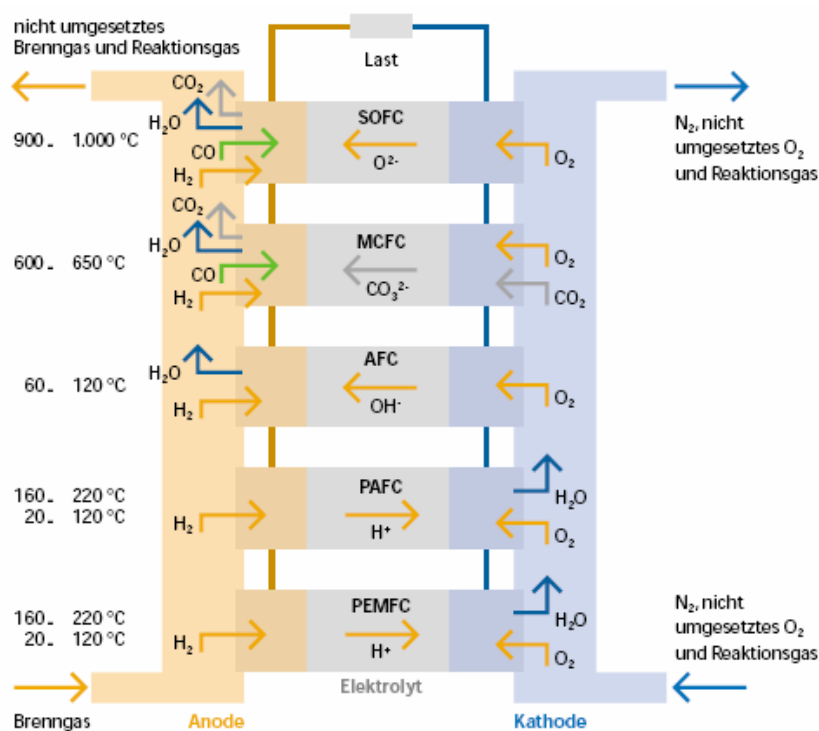 nicht umgesetztes
Brenngas und Reaktionsgas
Last
CO₂
H₂O
900 - 1.000 °C
CO
H₂
SOFC
O²⁻
O₂
N₂, nicht
umgesetztes O₂
und Reaktionsgas
CO₂
H₂O
600 - 650 °C
CO
H₂
MCFC
CO₃²⁻
O₂
CO₂
H₂O
60 - 120 °C
H₂
AFC
OH⁻
O₂
160 - 220 °C
20 - 120 °C
H₂
PAFC
H⁺
H₂O
O₂
160 - 220 °C
20 - 120 °C
H₂
PEMFC
H⁺
H₂O
O₂
N₂, nicht
umgesetztes O₂
und Reaktionsgas
Elektrolyt
Brenngas
Anode
Kathode